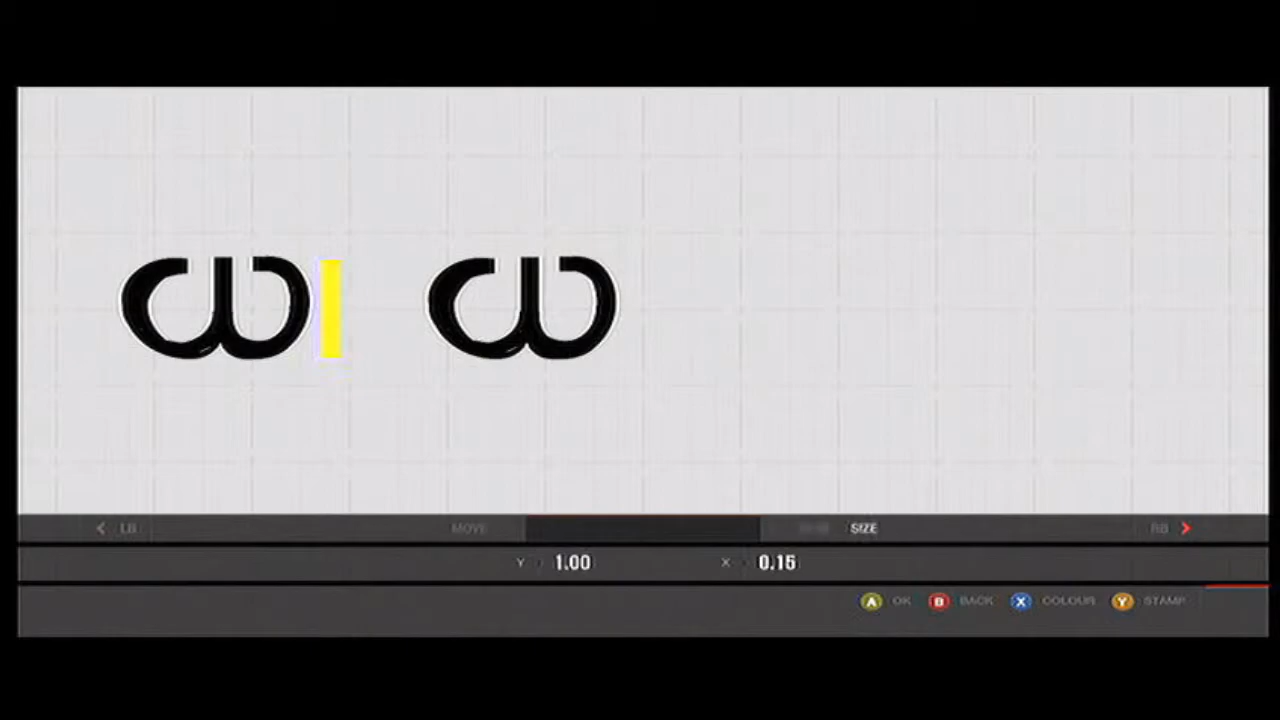 ധ ധ
LB MOVE SIZE RB
Y 1.00 X 0.15
A OK B BACK X COLOUR Y STAMP